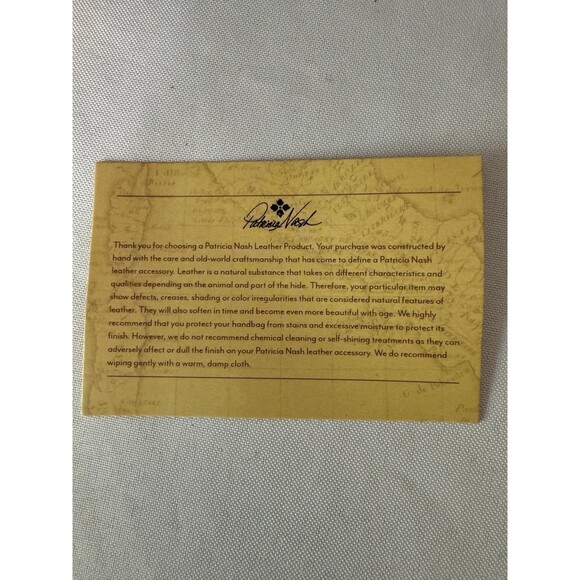 Patricia Nash
Thank you for choosing a Patricia Nash Leather Product. Your purchase was constructed by
hand with the care and old-world craftsmanship that has come to define a Patricia Nash
leather accessory. Leather is a natural substance that takes on different characteristics and
qualities depending on the animal and part of the hide. Therefore, your particular item may
show defects, creases, shading or color irregularities that are considered natural features of
leather. They will also soften in time and become even more beautiful with age. We highly
recommend that you protect your handbag from stains and excessive moisture to protect its
finish. However, we do not recommend chemical cleaning or self-shining treatments as they can
adversely affect or dull the finish on your Patricia Nash leather accessory. We do recommend
wiping gently with a warm, damp cloth.